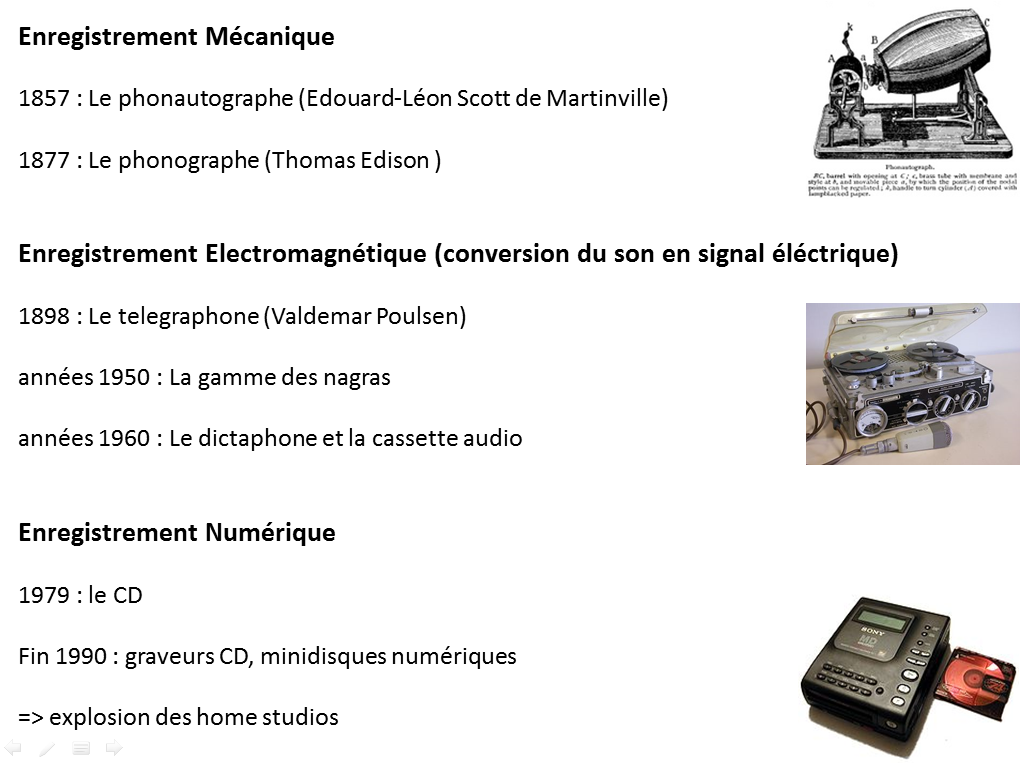 Enregistrement Mécanique
1857 : Le phonautographe (Edouard-Léon Scott de Martinville)
1877 : Le phonographe (Thomas Edison )
Phonautograph.
BC, barrel with opening at C; c, brass tube with membrane and
style at b, and movable piece a, by which the position of the nodal
points can be regulated; k, handle to turn cylinder (A) covered with
lampblacked paper.
Enregistrement Electromagnétique (conversion du son en signal éléctrique)
1898 : Le telegraphone (Valdemar Poulsen)
années 1950 : La gamme des nagras
années 1960 : Le dictaphone et la cassette audio
Enregistrement Numérique
1979 : le CD
Fin 1990 : graveurs CD, minidisques numériques
=> explosion des home studios
SONY
MD